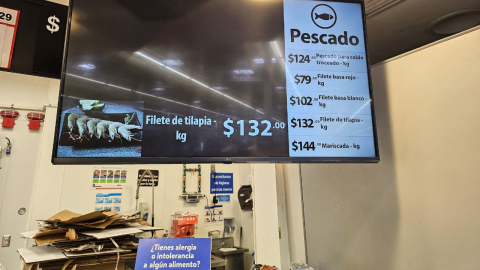 29
$
Pescado
$124.00 Pescado para caldo
troceado - kg
$79.00 Filete basa rojo -
kg
$102.00 Filete basa blanco
kg
$132.00 Filete de tilapia -
kg
$144.00 Mariscada - kg
Filete de tilapia -
kg
$132.00
¿Tienes alergia
o intolerancia
a algún alimento?